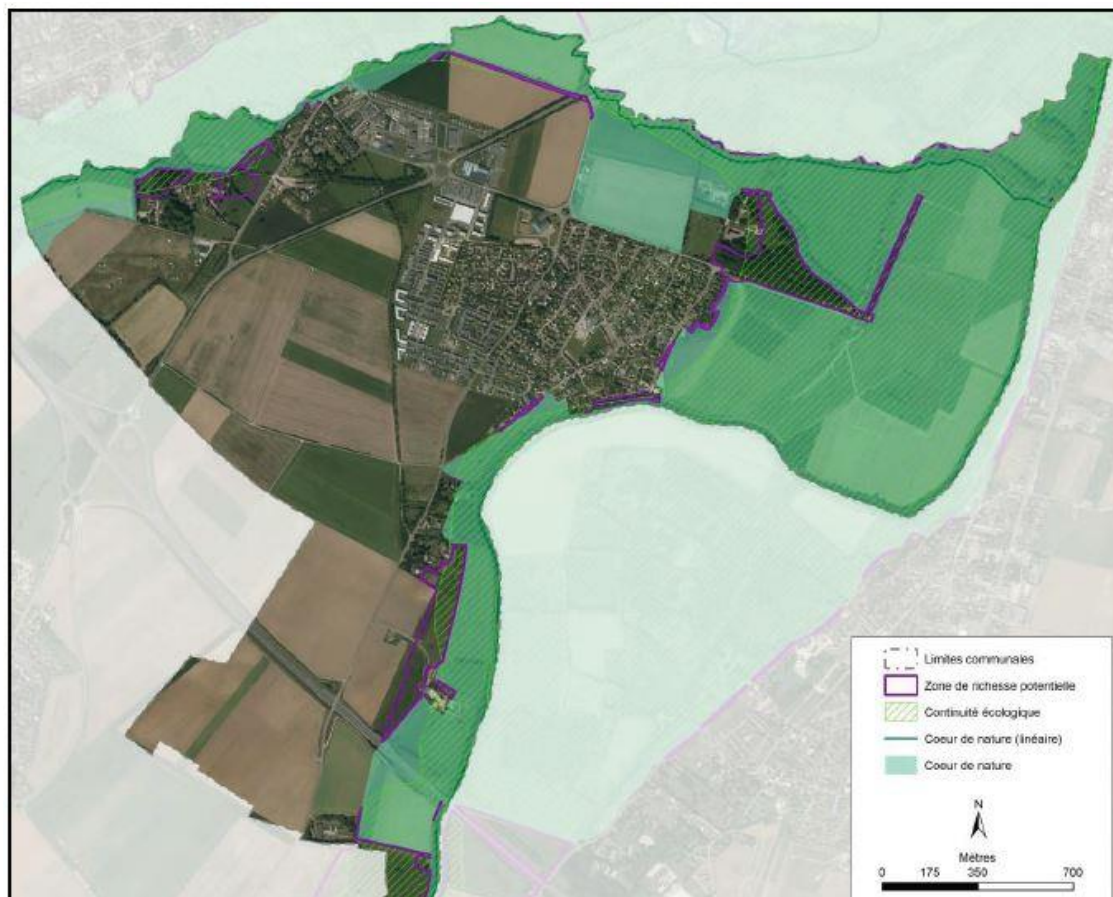 Limites communales
Zone de richesse potentielle
Continuité écologique
Coeur de nature (linéaire)
Coeur de nature
N
Mètres
0 175 350 700